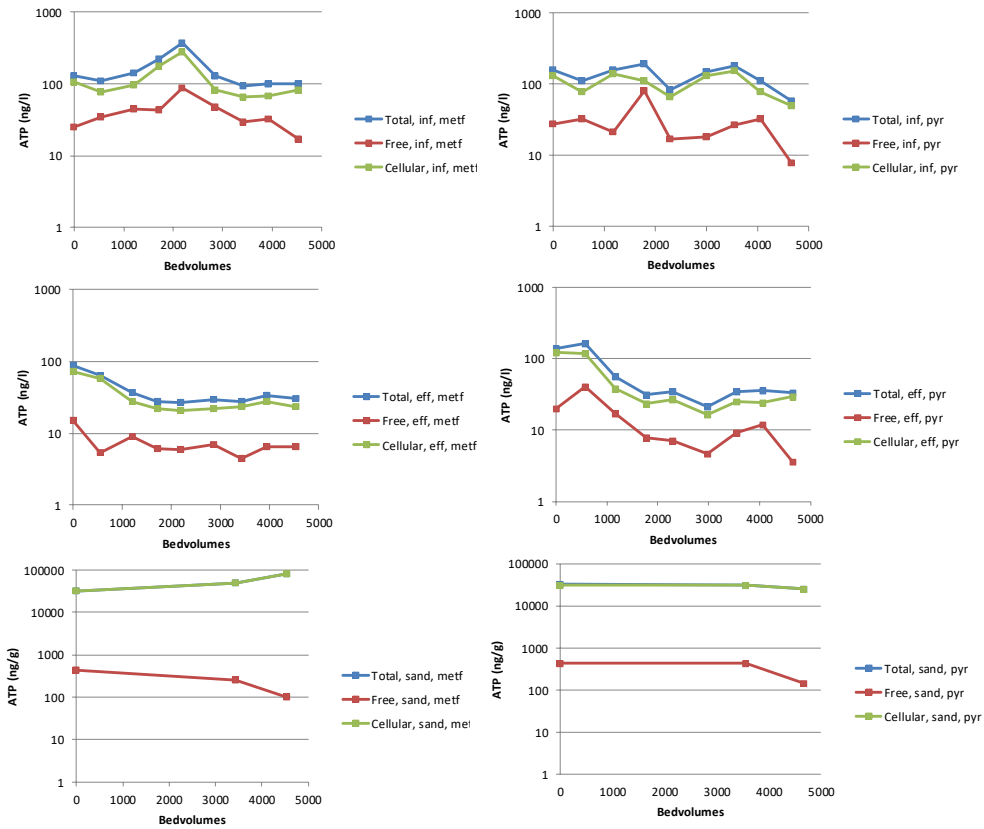 1000
100
10
1
ATP (ng/l)
0 1000 2000 3000 4000 5000
Bedvolumes
Total, inf, metf
Free, inf, metf
Cellular, inf, metf
1000
100
10
1
ATP (ng/l)
0 1000 2000 3000 4000 5000
Bedvolumes
Total, inf, pyr
Free, inf, pyr
Cellular, inf, pyr
1000
100
10
1
ATP (ng/l)
0 1000 2000 3000 4000 5000
Bedvolumes
Total, eff, metf
Free, eff, metf
Cellular, eff, metf
1000
100
10
1
ATP (ng/l)
0 1000 2000 3000 4000 5000
Bedvolumes
Total, eff, pyr
Free, eff, pyr
Cellular, eff, pyr
100000
10000
1000
100
10
1
ATP (ng/g)
0 1000 2000 3000 4000 5000
Bedvolumes
Total, sand, metf
Free, sand, metf
Cellular, sand, metf
100000
10000
1000
100
10
1
ATP (ng/g)
0 1000 2000 3000 4000 5000
Bedvolumes
Total, sand, pyr
Free, sand, pyr
Cellular, sand, pyr